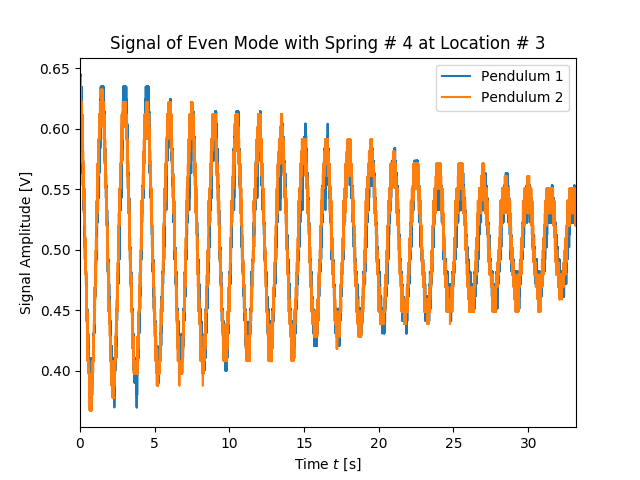 Signal of Even Mode with Spring # 4 at Location # 3
Pendulum 1
Pendulum 2
Signal Amplitude [V]
0.65
0.60
0.55
0.50
0.45
0.40
0 5 10 15 20 25 30
Time t [s]